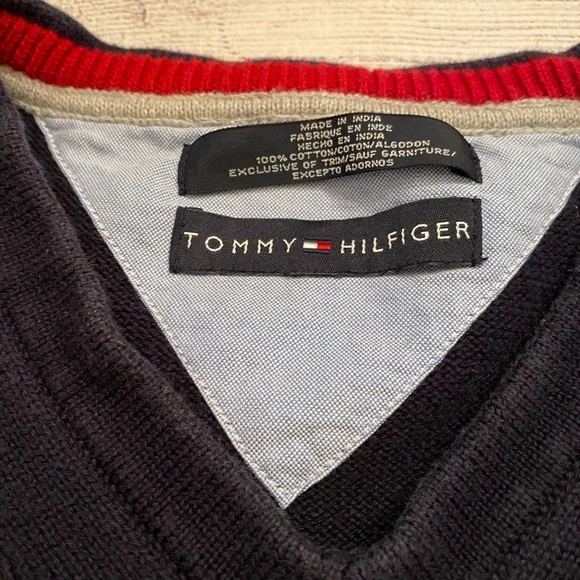 MADE IN INDIA
FABRIQUE EN INDE
HECHO EN INDIA
100% COTTON/COTON/ALGODON
EXCLUSIVE OF TRIM/SAUF GARNITURE/
EXCEPTO ADORNOS
TOMMY HILFIGER